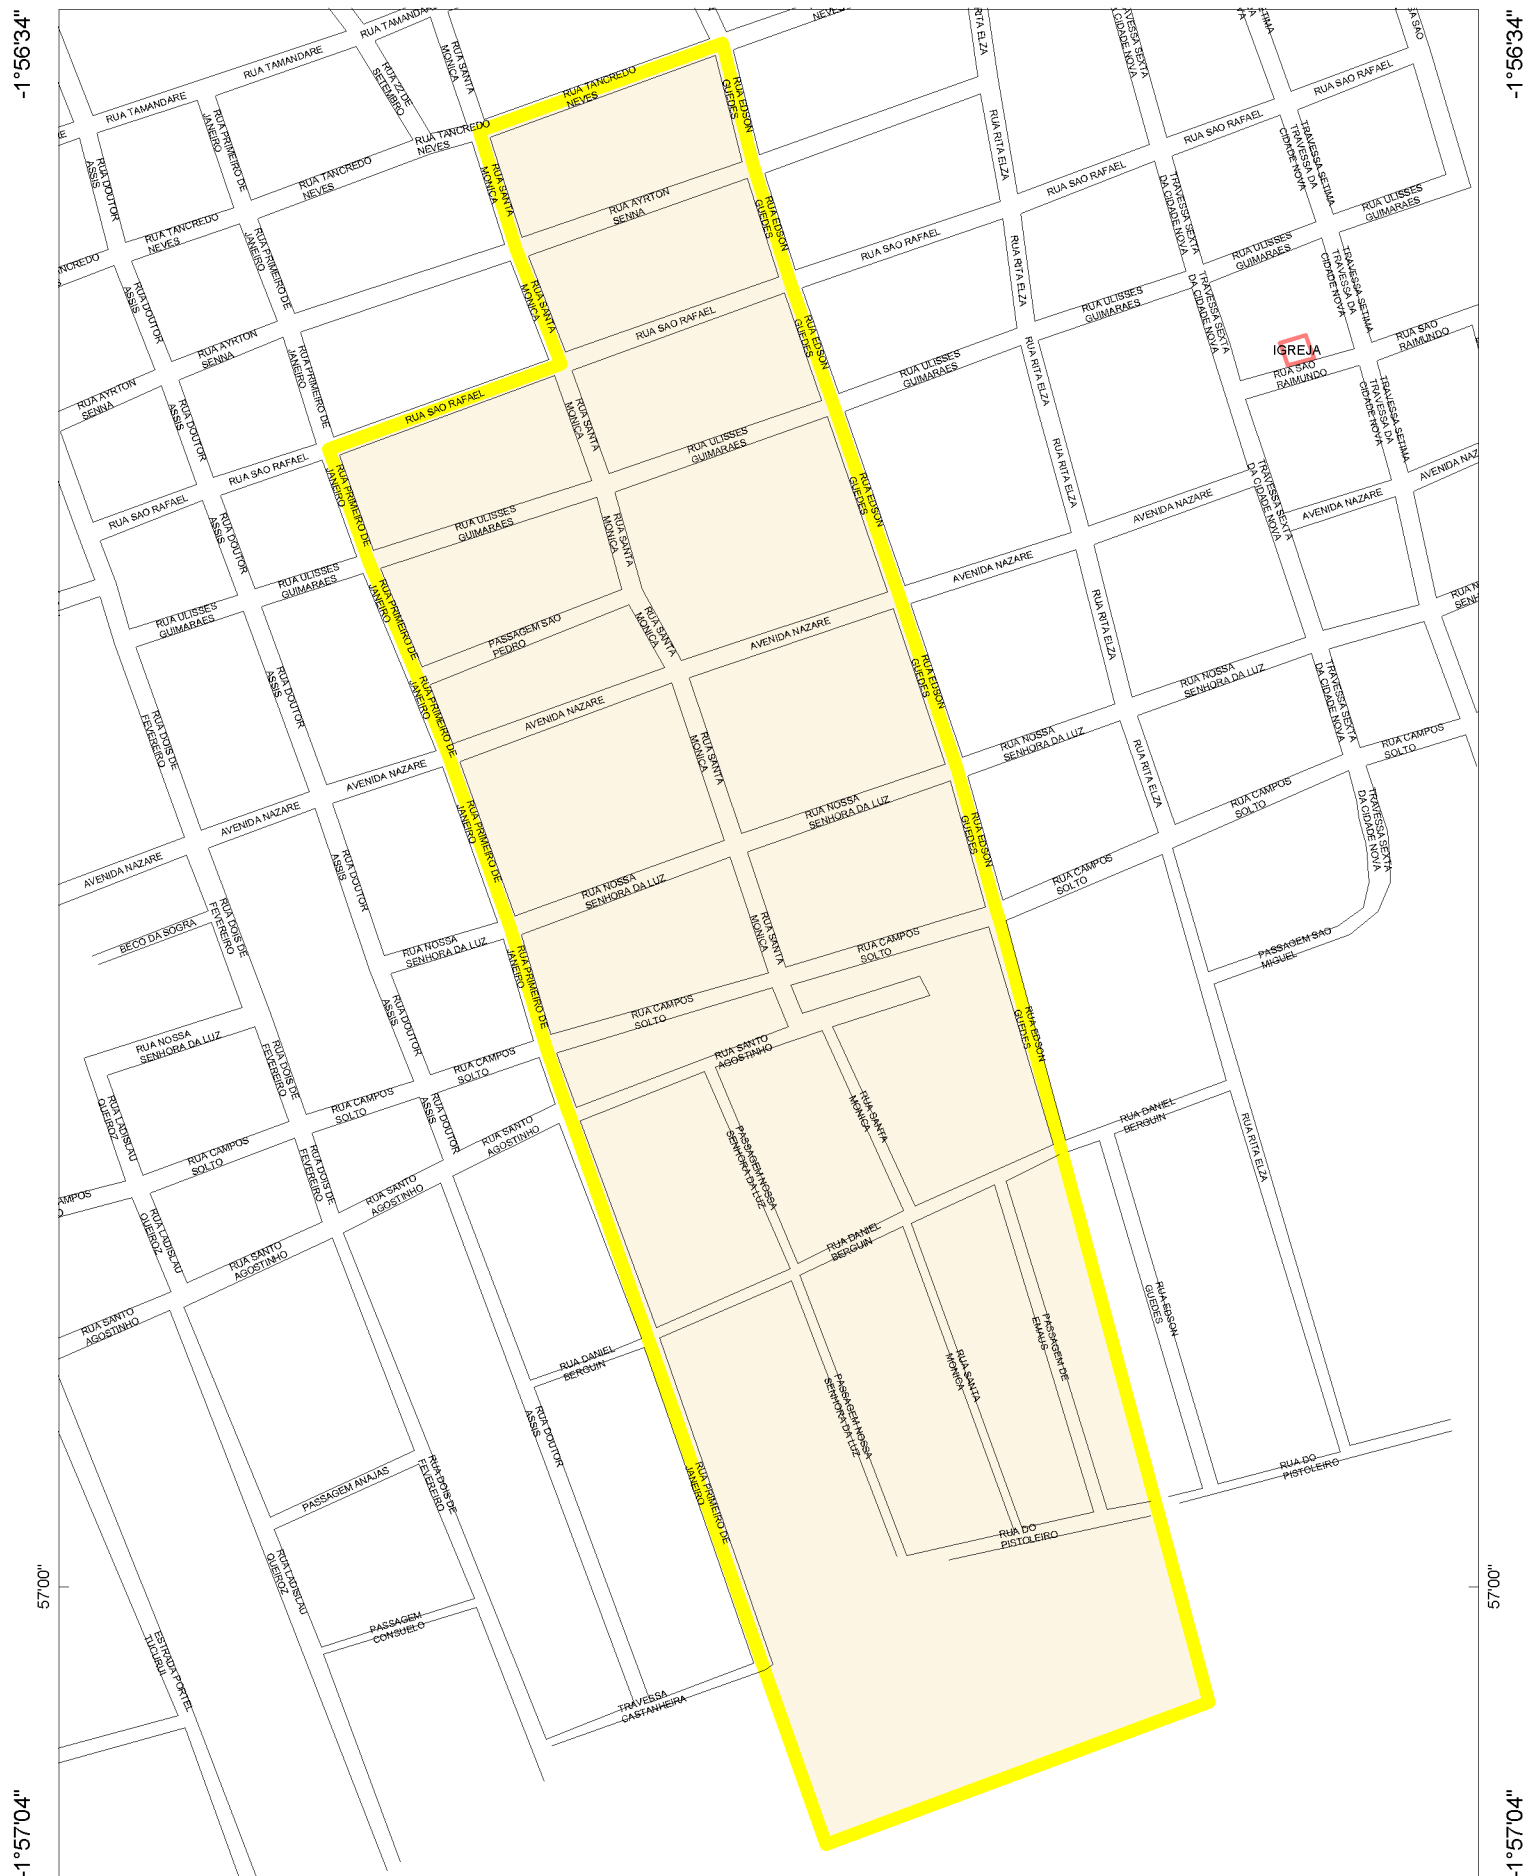 -1°56'34"
-1°56'34"
RUA TAMANDARE
RUA TAMANDARE
RUA SANTA
MONICA
RUA 22 DE
SETEMBRO
RITA ELZA
RUA TANCREDO
NEVES
RUA EDSON
GUEDES
RUA SAO RAFAEL
RUA SAO RAFAEL
RUA PRIMEIRO DE
JANEIRO
RUA TANCREDO
NEVES
RUA TANCREDO
NEVES
RUA DOUTOR
ASSIS
RUA SANTA
MONICA
RUA AYRTON
SENNA
RUA RITA ELZA
RUA SAO RAFAEL
TRAVESSA SETIMA
TRAVESSA DA
CIDADE NOVA
TRAVESSA SEXTA
DA CIDADE NOVA
RUA ULISSES
GUIMARAES
RUA TANCREDO
NEVES
RUA PRIMEIRO DE
JANEIRO
RUA EDSON
GUEDES
RUA SAO RAFAEL
RUA RITA ELZA
RUA ULISSES
GUIMARAES
RUA ULISSES
GUIMARAES
TRAVESSA SEXTA
DA CIDADE NOVA
TRAVESSA SETIMA
TRAVESSA DA
CIDADE NOVA
RUA DOUTOR
ASSIS
RUA SANTA
MONICA
RUA SAO RAFAEL
IGREJA
RUA SAO
RAIMUNDO
RUA SAO
RAIMUNDO
RUA AYRTON
SENNA
RUA PRIMEIRO DE
JANEIRO
RUA EDSON
GUEDES
RUA ULISSES
GUIMARAES
RUA RITA ELZA
TRAVESSA SETIMA
TRAVESSA DA
CIDADE NOVA
RUA AYRTON
SENNA
RUA DOUTOR
ASSIS
RUA SAO RAFAEL
RUA SANTA
MONICA
RUA ULISSES
GUIMARAES
RUA RITA ELZA
TRAVESSA SEXTA
DA CIDADE NOVA
AVENIDA NAZ
RUA SAO RAFAEL
RUA SAO RAFAEL
RUA PRIMEIRO DE
JANEIRO
RUA ULISSES
GUIMARAES
RUA SANTA
MONICA
RUA EDSON
GUEDES
AVENIDA NAZARE
AVENIDA NAZARE
RUA DOUTOR
ASSIS
RUA ULISSES
GUIMARAES
RUA PRIMEIRO DE
JANEIRO
AVENIDA NAZARE
RUA ULISSES
GUIMARAES
PASSAGEM SAO
PEDRO
RUA SANTA
MONICA
AVENIDA NAZARE
RUA RITA ELZA
RUA DOUTOR
ASSIS
RUA PRIMEIRO DE
JANEIRO
AVENIDA NAZARE
RUA EDSON
GUEDES
RUA NOSSA
SENHORA DA LUZ
TRAVESSA SEXTA
DA CIDADE NOVA
RUA DOIS DE
FEVEREIRO
RUA SANTA
MONICA
RUA NOSSA
SENHORA DA LUZ
RUA RITA ELZA
RUA CAMPOS
SOLTO
AVENIDA NAZARE
AVENIDA NAZARE
RUA PRIMEIRO DE
JANEIRO
RUA NOSSA
SENHORA DA LUZ
RUA EDSON
GUEDES
RUA CAMPOS
SOLTO
TRAVESSA SEXTA
DA CIDADE NOVA
AVENIDA NAZARE
RUA DOUTOR
ASSIS
RUA NOSSA
SENHORA DA LUZ
RUA CAMPOS
SOLTO
BECO DA SOGRA
RUA DOIS DE
FEVEREIRO
RUA NOSSA
SENHORA DA LUZ
RUA PRIMEIRO DE
JANEIRO
RUA SANTA
MONICA
RUA CAMPOS
SOLTO
PASSAGEM SAO
MIGUEL
RUA NOSSA
SENHORA DA LUZ
RUA DOUTOR
ASSIS
RUA CAMPOS
SOLTO
RUA SANTO
AGOSTINHO
RUA EDSON
GUEDES
RUA DOIS DE
FEVEREIRO
RUA CAMPOS
SOLTO
RUA CAMPOS
SOLTO
RUA LADISLAU
QUEIROZ
RUA DOUTOR
ASSIS
RUA SANTO
AGOSTINHO
RUA SANTA
MONICA
RUA DANIEL
BERGUIN
RUA CAMPOS
SOLTO
RUA DOIS DE
FEVEREIRO
RUA SANTO
AGOSTINHO
PASSAGEM NOSSA
SENHORA DA LUZ
RUA RITA ELZA
AMPOS
O
RUA LADISLAU
QUEIROZ
RUA SANTO
AGOSTINHO
RUA DANIEL
BERGUIN
RUA SANTO
AGOSTINHO
RUA DANIEL
BERGUIN
PASSAGEM NOSSA
SENHORA DA LUZ
RUA SANTA
MONICA
PASSAGEM DE
EMAUS
RUA EDSON
GUEDES
RUA DOUTOR
ASSIS
PASSAGEM ANAJAS
RUA DOIS DE
FEVEREIRO
RUA PRIMEIRO DE
JANEIRO
RUA DO
PISTOLEIRO
RUA DO
PISTOLEIRO
RUA LADISLAU
QUEIROZ
57'00"
57'00"
PASSAGEM
CONSUELO
ESTRADA PORTEL
TUCURUI
TRAVESSA
CASTANHEIRA
-1°57'04"
-1°57'04"